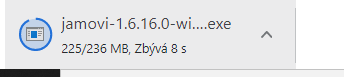 jamovi-1.6.16.0-wi....exe
225/236 MB, Zbývá 8 s